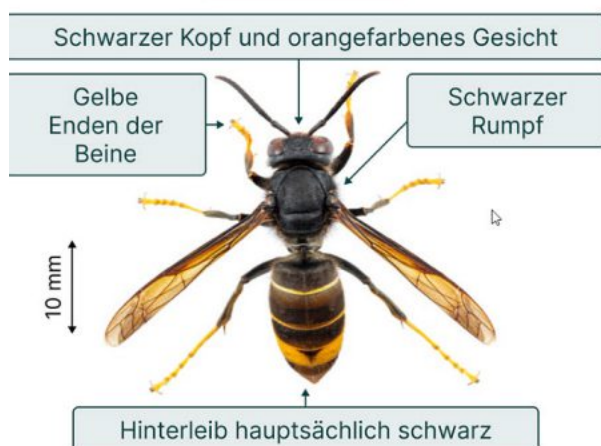 Schwarzer Kopf und orangefarbenes Gesicht
Gelbe
Enden der
Beine
Schwarzer
Rumpf
10 mm
Hinterleib hauptsächlich schwarz